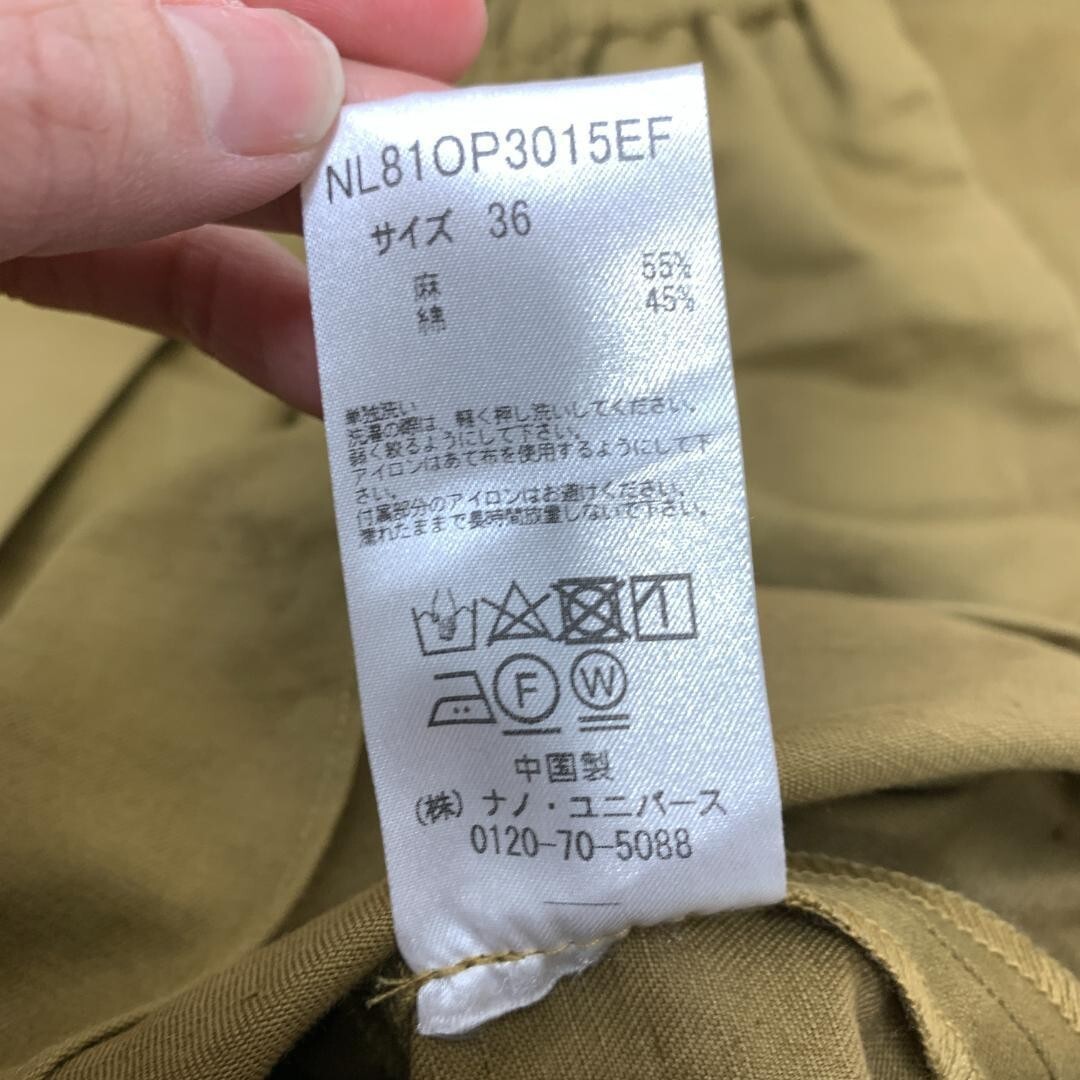 NL81OP3015EF
サイズ 36
麻 55%
綿 45%
単独洗い
洗濯の際は、軽く押し洗いしてください。
軽く絞るようにして下さい。
アイロンはあて布を使用するようにして下
さい。
付属部分のアイロンはお避けください。
濡れたままで長時間放置しないで下さい。
F W
中国製
(株) ナノ・ユニバース
0120-70-5088